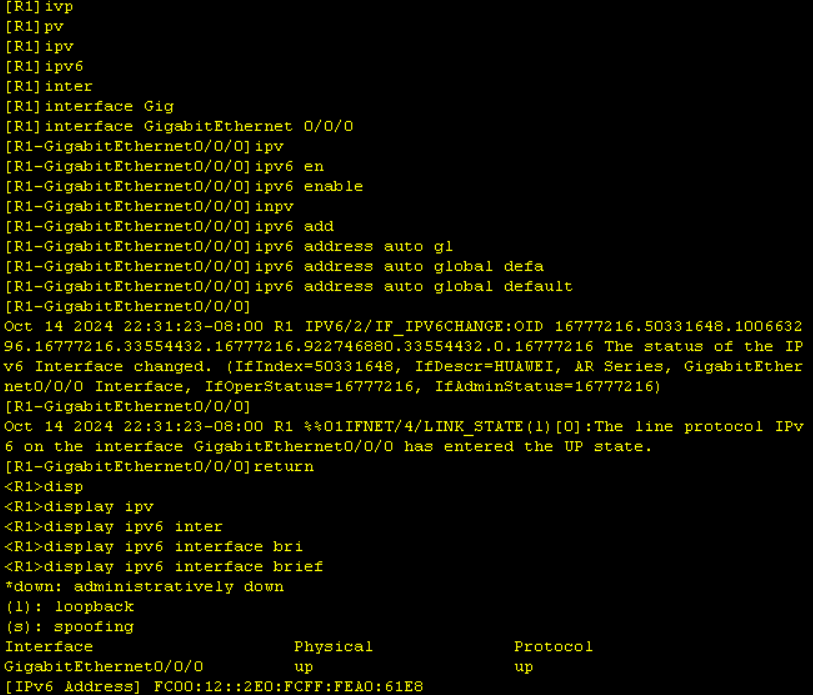 [R1]ivp
[R1]pv
[R1]ipv
[R1]ipv6
[R1]inter
[R1]interface Gig
[R1]interface GigabitEthernet 0/0/0
[R1-GigabitEthernet0/0/0]ipv
[R1-GigabitEthernet0/0/0]ipv6 en
[R1-GigabitEthernet0/0/0]ipv6 enable
[R1-GigabitEthernet0/0/0]inpv
[R1-GigabitEthernet0/0/0]ipv6 add
[R1-GigabitEthernet0/0/0]ipv6 address auto gl
[R1-GigabitEthernet0/0/0]ipv6 address auto global defa
[R1-GigabitEthernet0/0/0]ipv6 address auto global default
[R1-GigabitEthernet0/0/0]
Oct 14 2024 22:31:23-08:00 R1 IPV6/2/IF_IPV6CHANGE:OID 16777216.50331648.1006632
96.16777216.33554432.16777216.922746880.33554432.0.16777216 The status of the IP
v6 Interface changed. (IfIndex=50331648, IfDescr=HUAWEI, AR Series, GigabitEther
net0/0/0 Interface, IfOperStatus=16777216, IfAdminStatus=16777216)
[R1-GigabitEthernet0/0/0]
Oct 14 2024 22:31:23-08:00 R1 %%01IFNET/4/LINK_STATE(l)[0]:The line protocol IPv
6 on the interface GigabitEthernet0/0/0 has entered the UP state.
[R1-GigabitEthernet0/0/0]return
<R1>disp
<R1>display ipv
<R1>display ipv6 inter
<R1>display ipv6 interface bri
<R1>display ipv6 interface brief
*down: administratively down
(l): loopback
(s): spoofing
Interface Physical Protocol
GigabitEthernet0/0/0 up up
[IPv6 Address] FC00:12::2E0:FCFF:FEA0:61E8